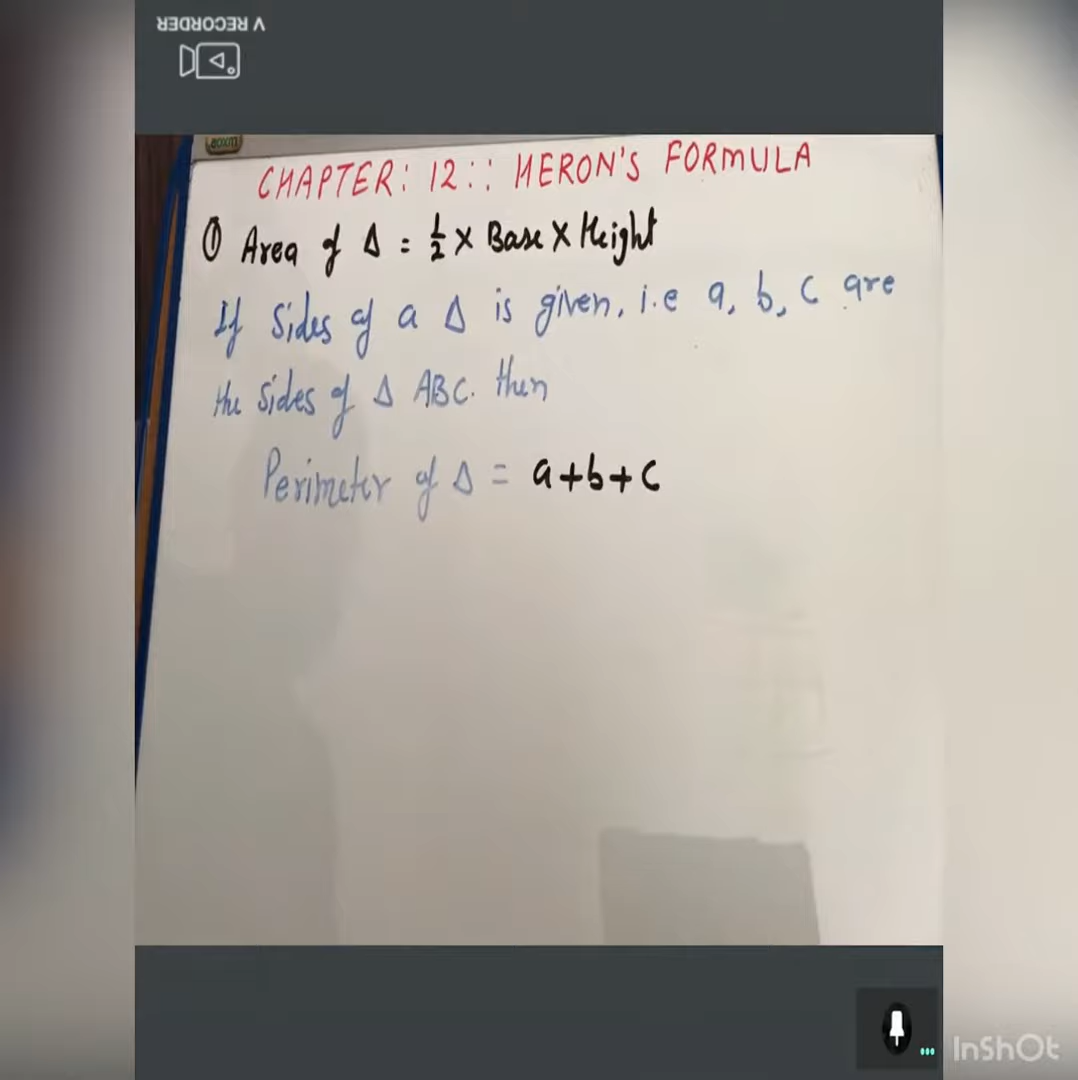 V RECORDER
CHAPTER: 12:: HERON'S FORMULA
① Area of Δ = 1/2 × Base × Height
If Sides of a Δ is given, i.e a, b, c are
the sides of Δ ABC. then
Perimeter of Δ = a+b+c
InShOt